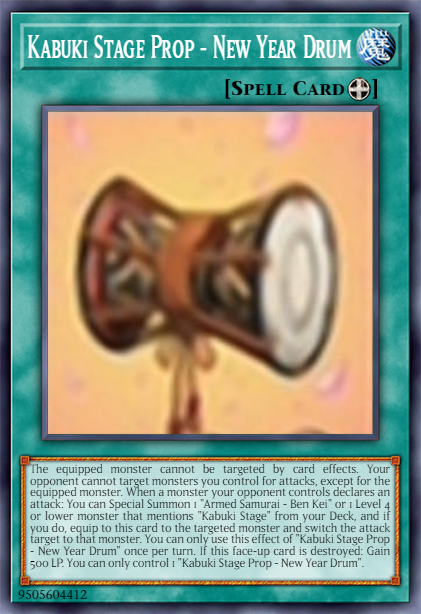 KABUKI STAGE PROP - NEW YEAR DRUM
魔
[SPELL CARD]
The equipped monster cannot be targeted by card effects. Your
opponent cannot target monsters you control for attacks, except for the
equipped monster. When a monster your opponent controls declares an
attack: You can Special Summon 1 "Armed Samurai - Ben Kei" or 1 Level 4
or lower monster that mentions "Kabuki Stage" from your Deck, and if
you do, equip to this card to the targeted monster and switch the attack
target to that monster. You can only use this effect of "Kabuki Stage Prop
- New Year Drum" once per turn. If this face-up card is destroyed: Gain
500 LP. You can only control 1 "Kabuki Stage Prop - New Year Drum".
9505604412